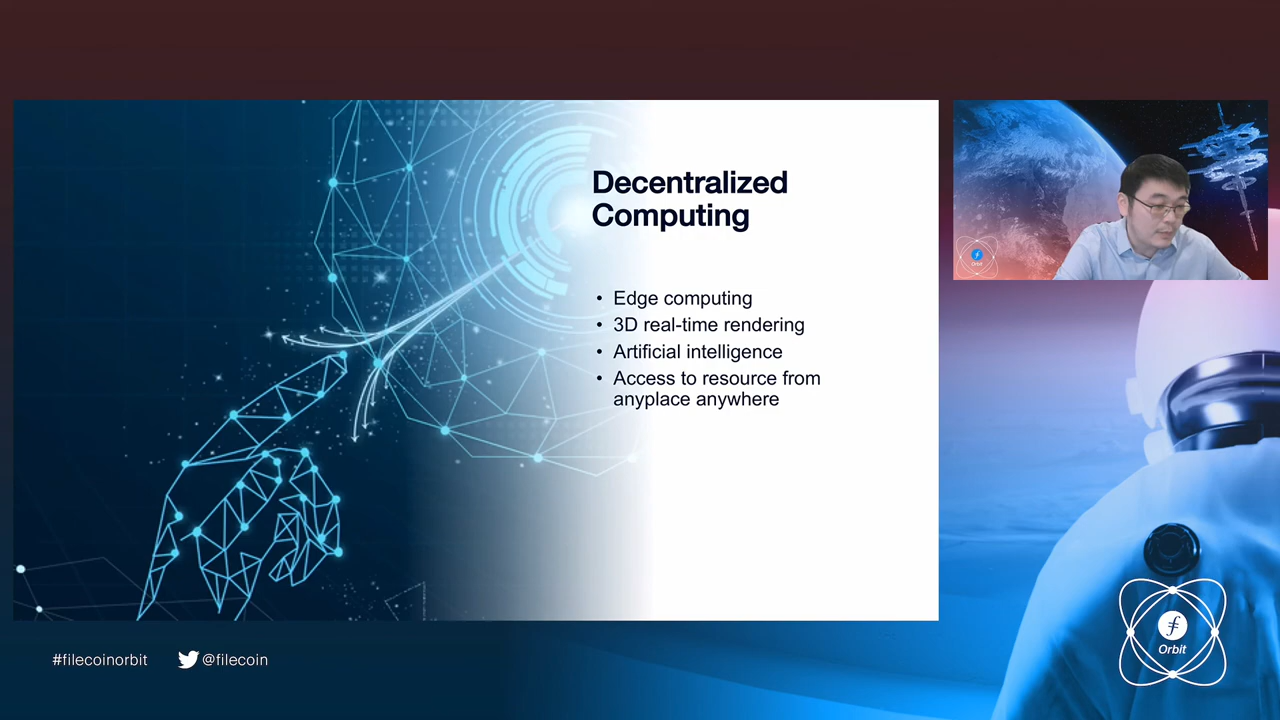 Decentralized
Computing
• Edge computing
• 3D real-time rendering
• Artificial intelligence
• Access to resource from
anyplace anywhere
Orbit
#filecoinorbit
@filecoin
Orbit